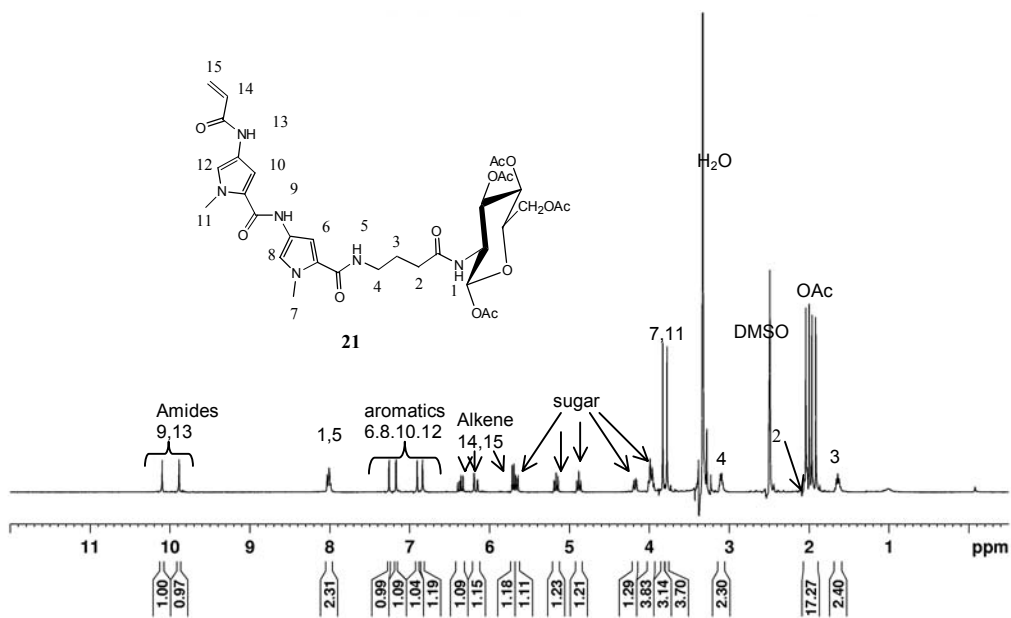 15
14
O
NH
13
12
10
N
11
9
O
NH
6
5
8
NH
3
O
N
7
O
4
2
N
H
1
AcO
OAc
CH2OAc
O
OAc
21
H2O
DMSO
OAc
7,11
Amides
9,13
1,5
aromatics
6.8.10.12
Alkene
14,15
sugar
4
2
3
11 10 9 8 7 6 5 4 3 2 1 ppm
1.00 0.97 2.31 0.99 1.09 1.04 1.19 1.09 1.15 1.18 1.11 1.23 1.21 1.29 3.83 3.14 3.70 2.30 17.27 2.40